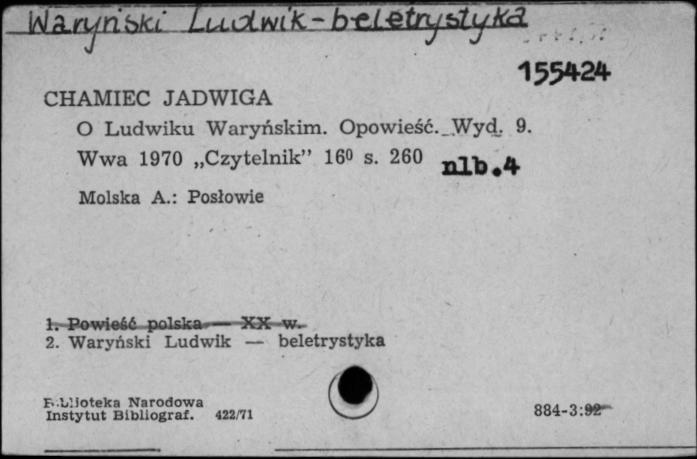 Waryński Ludwik - beletrystyka
155424
CHAMIEC JADWIGA
O Ludwiku Waryńskim. Opowieść. Wyd. 9.
Wwa 1970 „Czytelnik” 16⁰ s. 260 nlb.4
Molska A.: Posłowie
1. Powieść polska — XX w.
2. Waryński Ludwik — beletrystyka
Biblioteka Narodowa
Instytut Bibliograf. 422/71
884-3:92